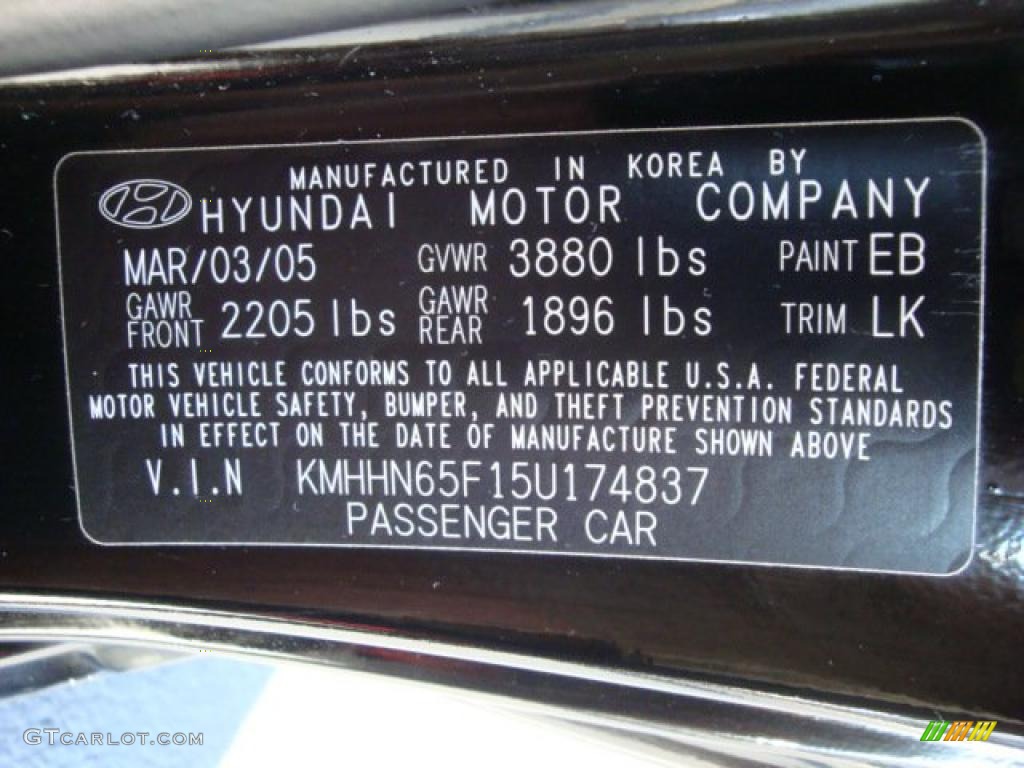 MANUFACTURED IN KOREA BY
HYUNDAI MOTOR COMPANY
MAR/03/05 GVWR 3880 lbs PAINT EB
GAWR FRONT 2205 lbs GAWR REAR 1896 lbs TRIM LK
THIS VEHICLE CONFORMS TO ALL APPLICABLE U.S.A. FEDERAL
MOTOR VEHICLE SAFETY, BUMPER, AND THEFT PREVENTION STANDARDS
IN EFFECT ON THE DATE OF MANUFACTURE SHOWN ABOVE
V.I.N KMHHN65F15U174837
PASSENGER CAR
GTCARLOT.COM